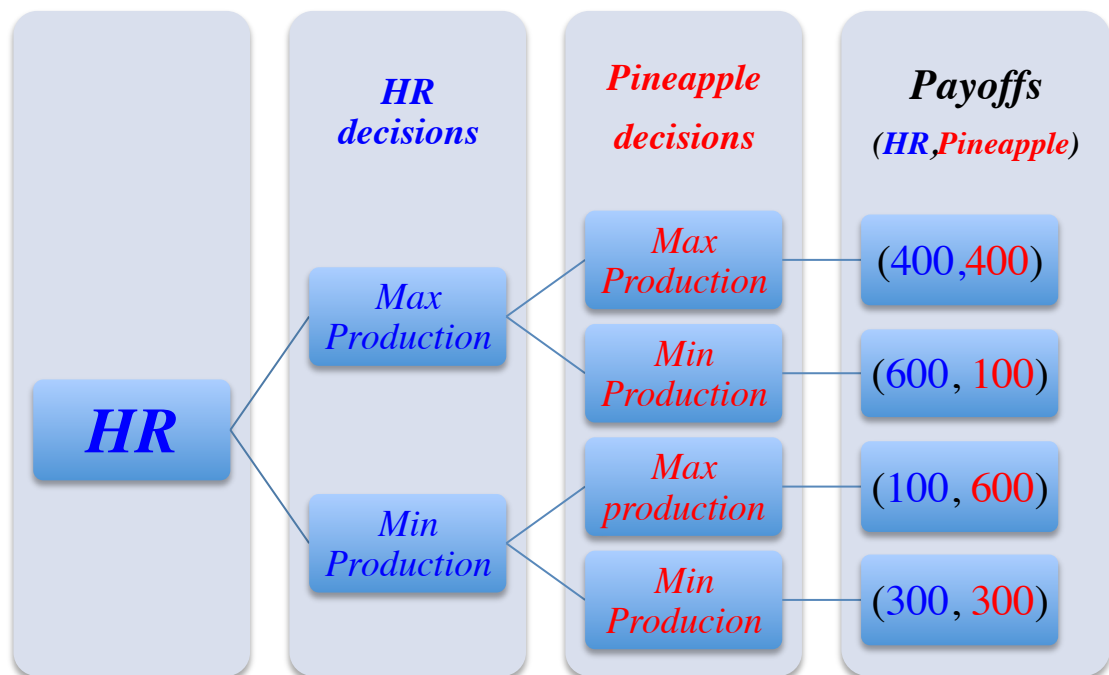 HR
decisions
Pineapple
decisions
Payoffs
(HR,Pineapple)
HR
Max
Production
Min
Production
Max
Production
Min
Production
Max
production
Min
Producion
(400,400)
(600, 100)
(100, 600)
(300, 300)